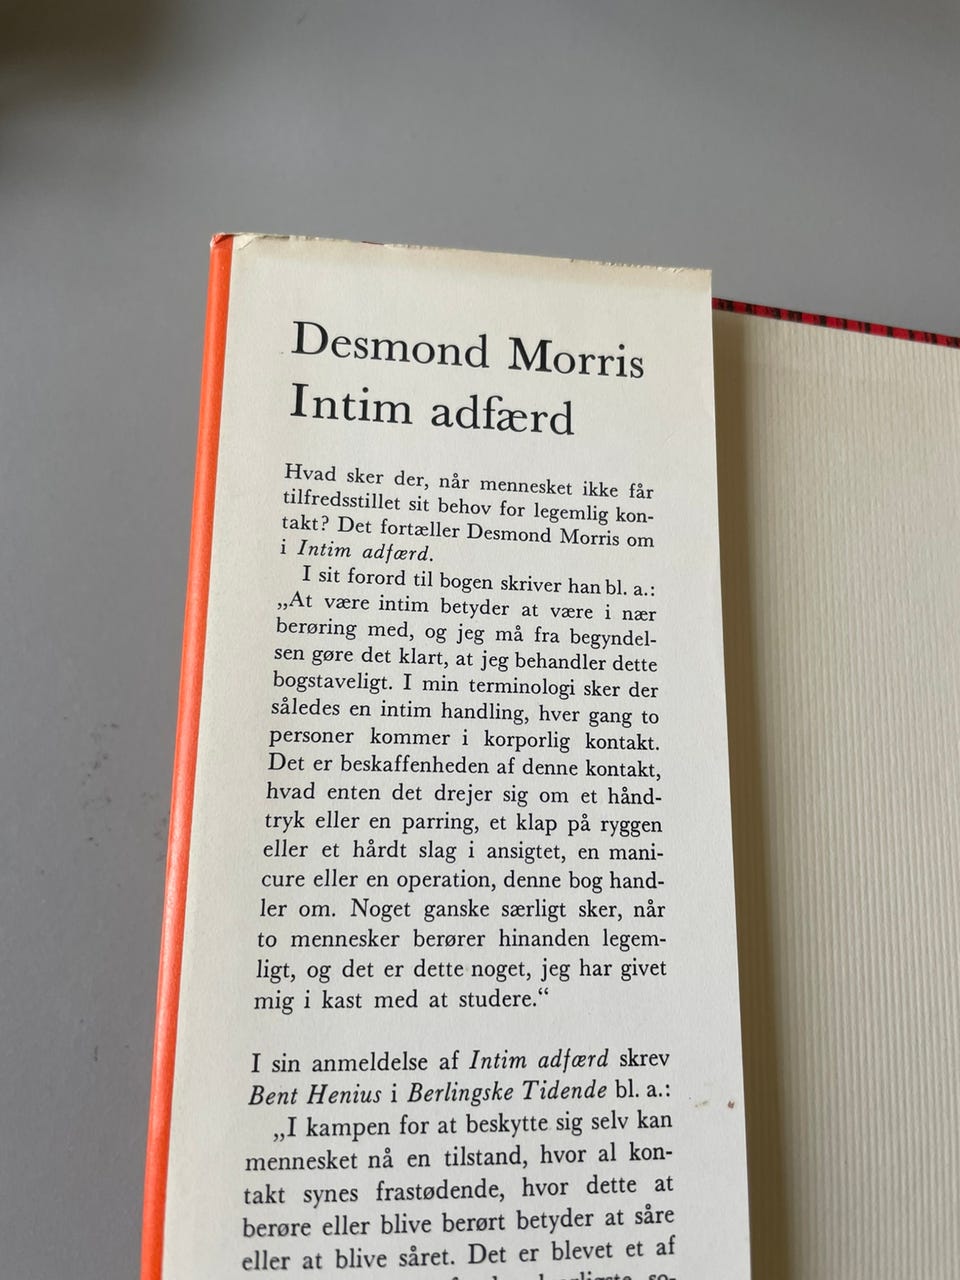 Desmond Morris
Intim adfærd
Hvad sker der, når mennesket ikke får
tilfredsstillet sit behov for legemlig kon-
takt? Det fortæller Desmond Morris om
i Intim adfærd.
I sit forord til bogen skriver han bl. a.:
„At være intim betyder at være i nær
berøring med, og jeg må fra begyndel-
sen gøre det klart, at jeg behandler dette
bogstaveligt. I min terminologi sker der
således en intim handling, hver gang to
personer kommer i korporlig kontakt.
Det er beskaffenheden af denne kontakt,
hvad enten det drejer sig om et hånd-
tryk eller en parring, et klap på ryggen
eller et hårdt slag i ansigtet, en mani-
cure eller en operation, denne bog hand-
ler om. Noget ganske særligt sker, når
to mennesker berører hinanden legem-
ligt, og det er dette noget, jeg har givet
mig i kast med at studere.“
I sin anmeldelse af Intim adfærd skrev
Bent Henius i Berlingske Tidende bl. a.:
„I kampen for at beskytte sig selv kan
mennesket nå en tilstand, hvor al kon-
takt synes frastødende, hvor dette at
berøre eller blive berørt betyder at såre
eller at blive såret. Det er blevet et af